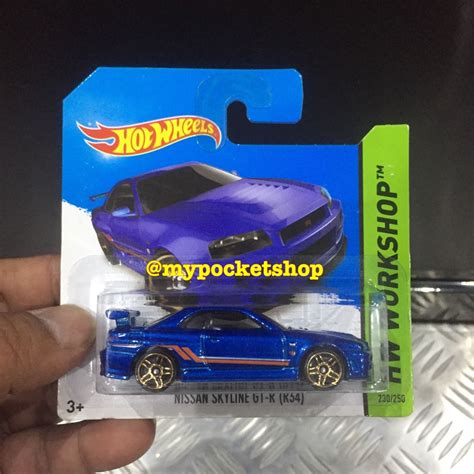 HOT WHEELS
@mypocketshop
HW WORKSHOP™
NISSAN SKYLINE GT-R (R34)
230/250
3+